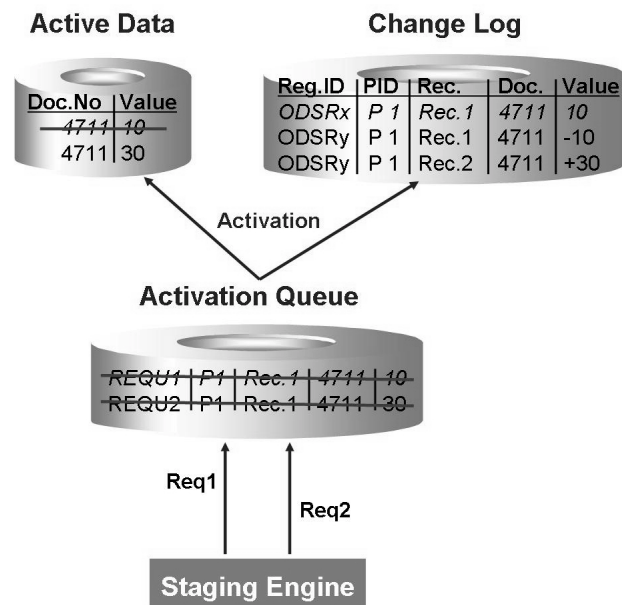 Active Data
Change Log
Doc.No Value
4711 10
4711 30
Reg.ID PID Rec. Doc. Value
ODSRx P 1 Rec.1 4711 10
ODSRy P 1 Rec.1 4711 -10
ODSRy P 1 Rec.2 4711 +30
Activation
Activation Queue
REQU1 P1 Rec.1 4711 10
REQU2 P1 Rec.1 4711 30
Req1
Req2
Staging Engine